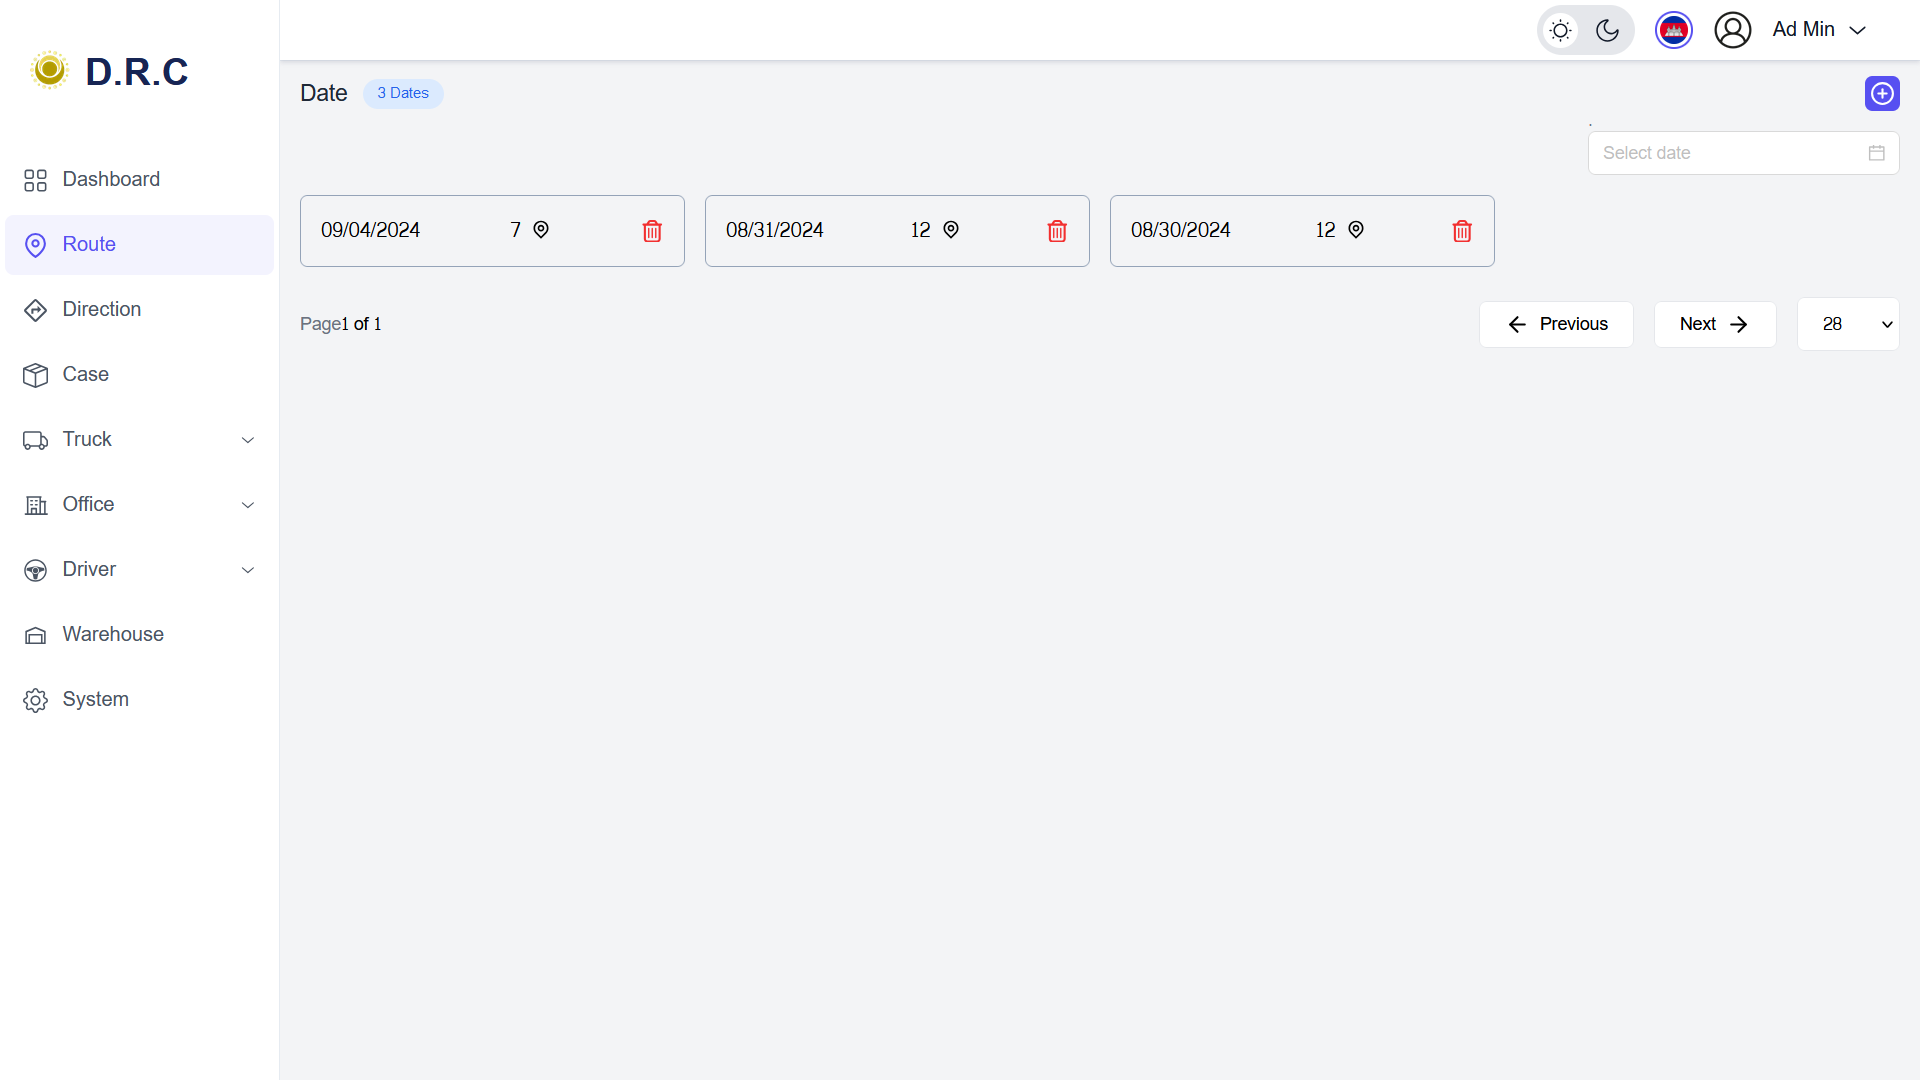 D.R.C
Dashboard
Route
Direction
Case
Truck
Office
Driver
Warehouse
System
Ad Min
Date
3 Dates
.
Select date
09/04/2024 7
08/31/2024 12
08/30/2024 12
Page1 of 1
Previous
Next
28